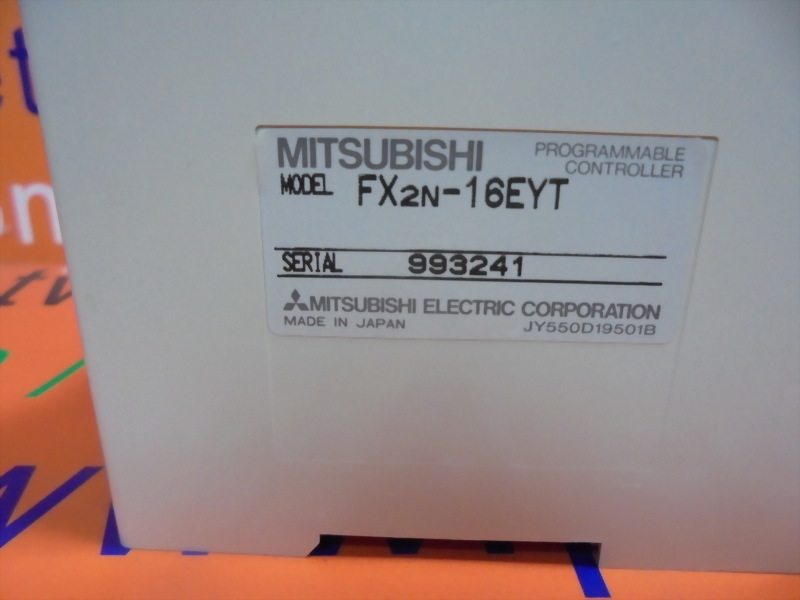 MITSUBISHI
PROGRAMMABLE
CONTROLLER
MODEL FX2N-16EYT
SERIAL 993241
MITSUBISHI ELECTRIC CORPORATION
MADE IN JAPAN JY550D19501B